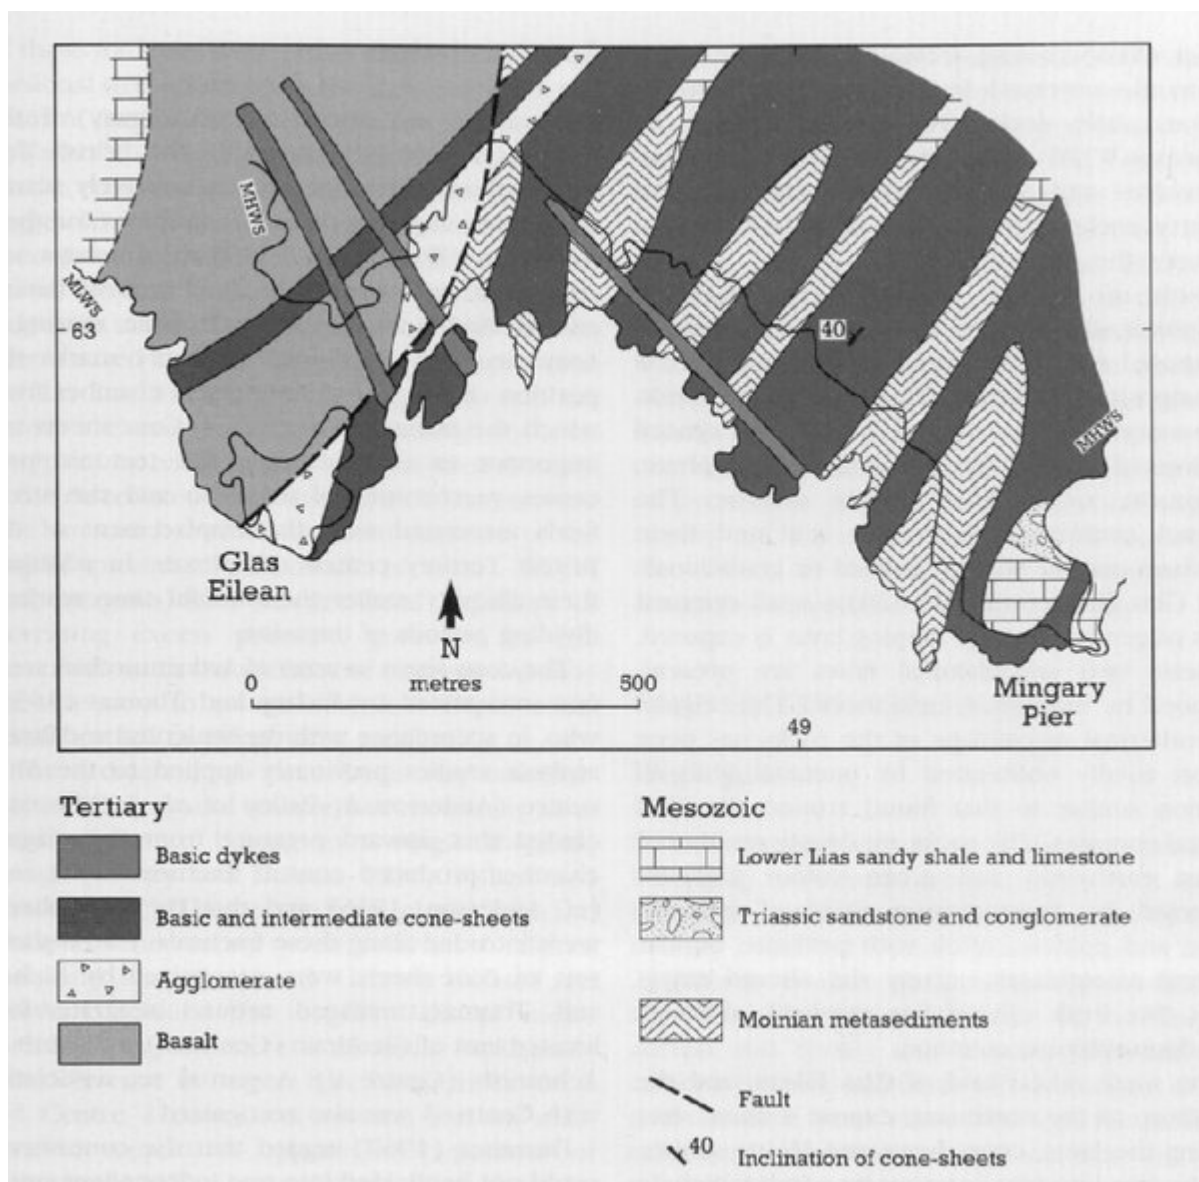 MHWS
MLWS
63
40
MHWS
Glas
Eilean
N
0 metres 500
Mingary
Pier
49
Tertiary
Basic dykes
Basic and intermediate cone-sheets
Agglomerate
Basalt
Mesozoic
Lower Lias sandy shale and limestone
Triassic sandstone and conglomerate
Moinian metasediments
Fault
40
Inclination of cone-sheets